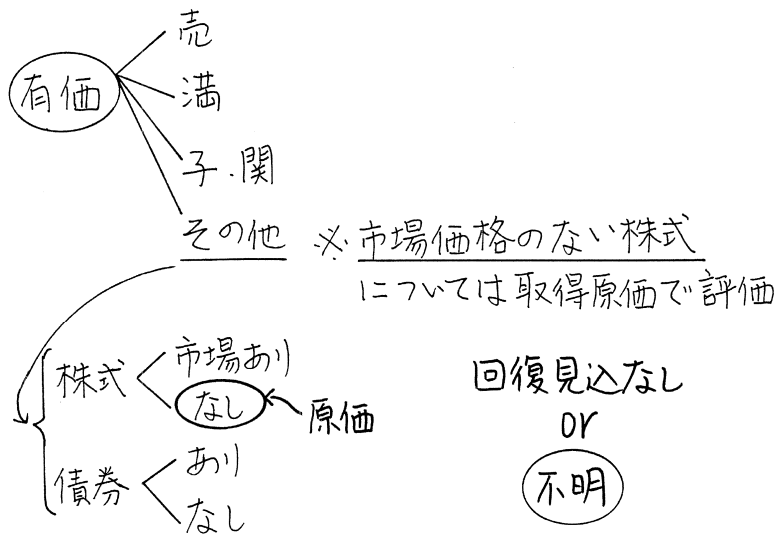 売
有価
満
子.関
その他 ※市場価格のない株式
については取得原価で評価
株式
市場あり
なし
原価
債券
あり
なし
回復見込なし
or
不明